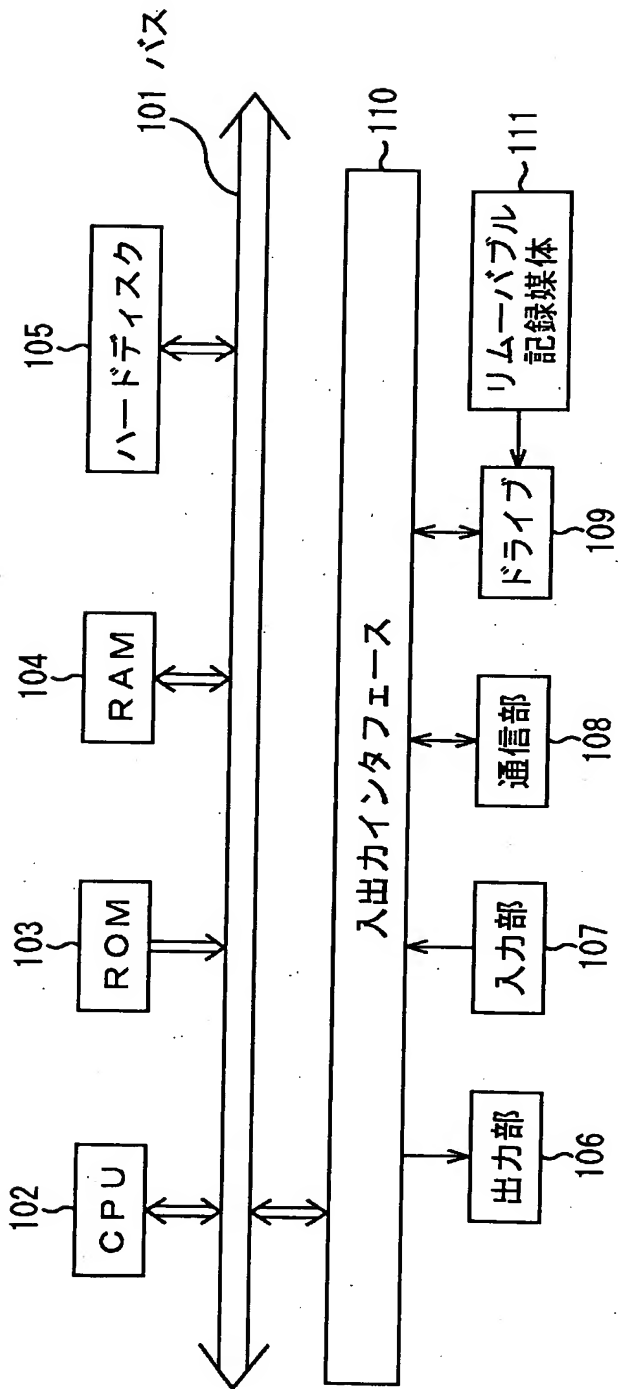 101 バス
102
CPU
103
ROM
104
RAM
105
ハードディスク
入出力インタフェース
110
出力部
106
入力部
107
通信部
108
ドライブ
109
リムーバブル
記録媒体
111